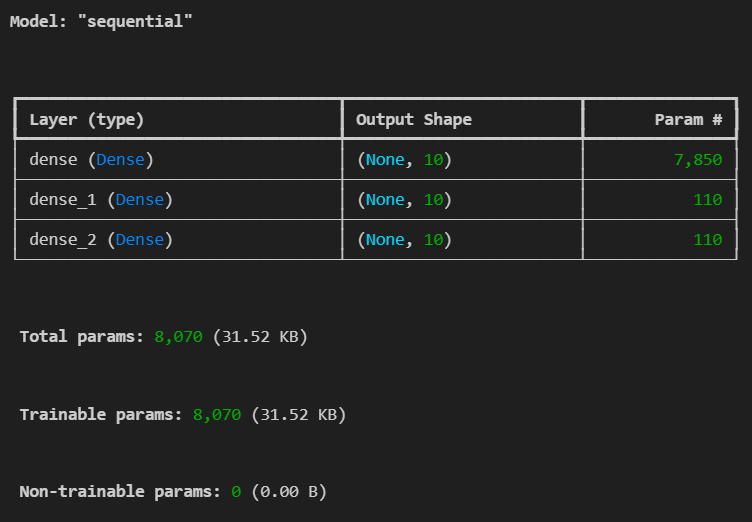 Model: "sequential"
Layer (type) Output Shape Param #
dense (Dense) (None, 10) 7,850
dense_1 (Dense) (None, 10) 110
dense_2 (Dense) (None, 10) 110
Total params: 8,070 (31.52 KB)
Trainable params: 8,070 (31.52 KB)
Non-trainable params: 0 (0.00 B)